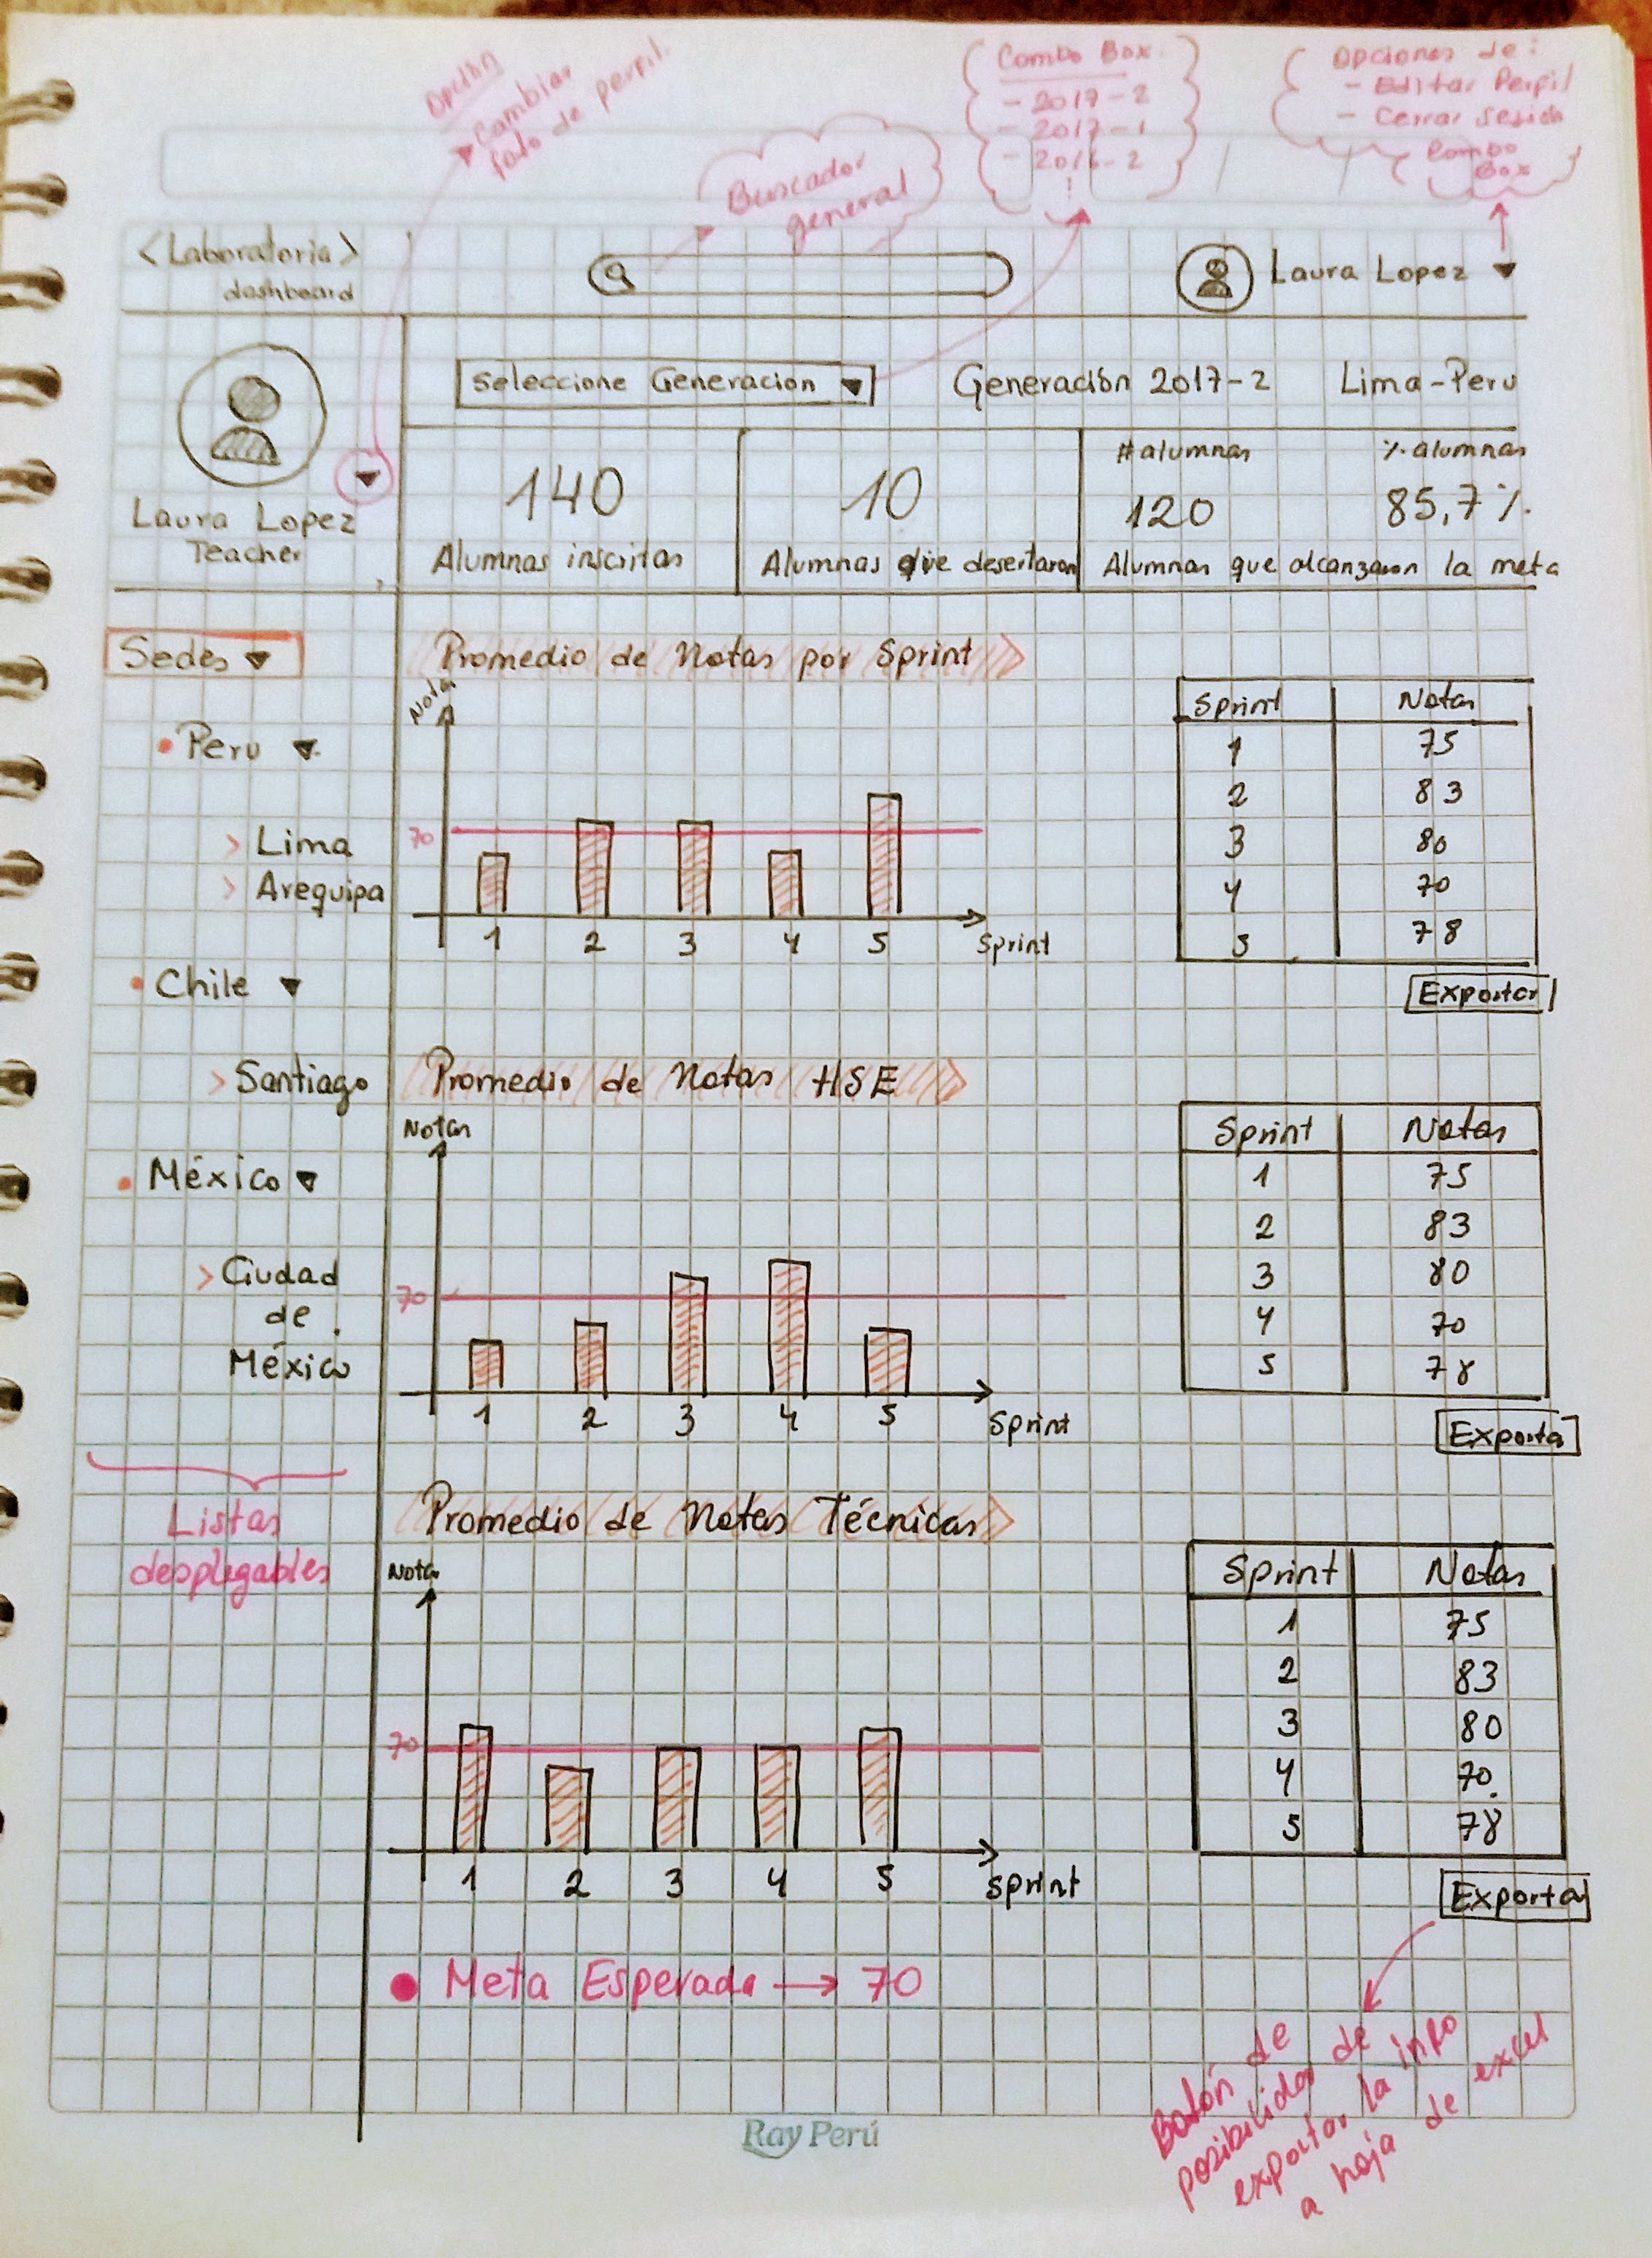 Opción
Cambiar
foto de perfil.
Buscador
general
Combo Box.
- 2017-2
- 2017-1
- 2016-2
Opciones de:
- Editar Perfil
- Cerrar Sesión
Combo
Box
<Laboratoria>
dashboard
Laura Lopez
Seleccione Generacion
Generación 2017-2
Lima-Peru
Laura Lopez
Teacher
140
Alumnas inscritas
10
Alumnas que desertaron
#alumnas
%alumnas
120
85,7%
Alumnas que alcanzaron la meta
Sedes
Peru
> Lima
> Arequipa
Chile
> Santiago
México
> Ciudad
de
México
Listas
desplegables
Promedio de Notas por Sprint
Notas
70
1 2 3 4 5 Sprint
Sprint Notas
1 75
2 83
3 80
4 70
5 78
Exportar
Promedio de Notas HSE
Notas
70
1 2 3 4 5 Sprint
Sprint Notas
1 75
2 83
3 80
4 70
5 78
Exporta
Promedio de Notas Técnicas
Notas
70
1 2 3 4 5 Sprint
Sprint Notas
1 75
2 83
3 80
4 70
5 78
Exportar
Meta Esperada → 70
Botón de
posibilidad de
exportar la info
a hoja de excel
Ray Perú